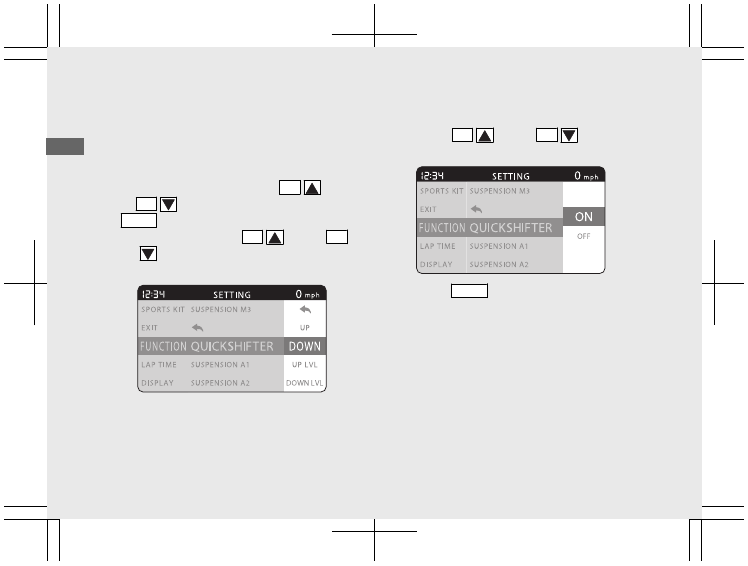 12:34 SETTING 0 mph
SPORTS KIT SUSPENSION M3
EXIT UP
FUNCTION QUICKSHIFTER DOWN
LAP TIME SUSPENSION A1 UP LVL
DISPLAY SUSPENSION A2 DOWN LVL
12:34 SETTING 0 mph
SPORTS KIT SUSPENSION M3
EXIT
FUNCTION QUICKSHIFTER ON
LAP TIME SUSPENSION A1 OFF
DISPLAY SUSPENSION A2